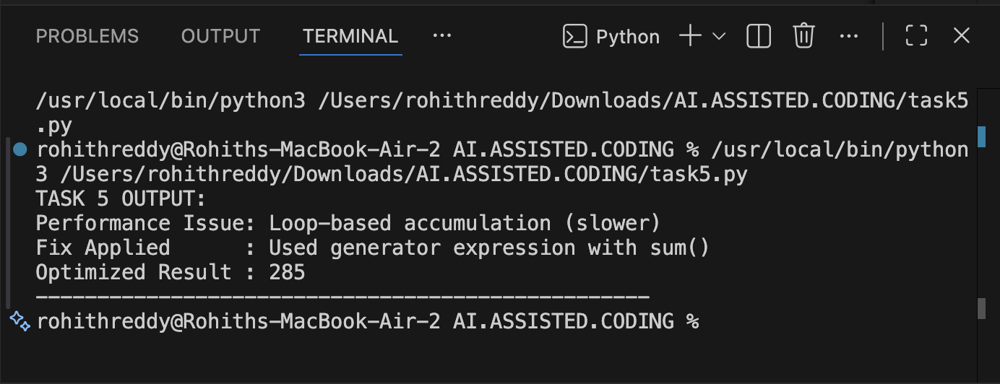 PROBLEMS OUTPUT TERMINAL ··· Python
/usr/local/bin/python3 /Users/rohithreddy/Downloads/AI.ASSISTED.CODING/task5
.py
rohithreddy@Rohiths-MacBook-Air-2 AI.ASSISTED.CODING % /usr/local/bin/python
3 /Users/rohithreddy/Downloads/AI.ASSISTED.CODING/task5.py
TASK 5 OUTPUT:
Performance Issue: Loop-based accumulation (slower)
Fix Applied      : Used generator expression with sum()
Optimized Result : 285
--------------------------------------------------
rohithreddy@Rohiths-MacBook-Air-2 AI.ASSISTED.CODING %